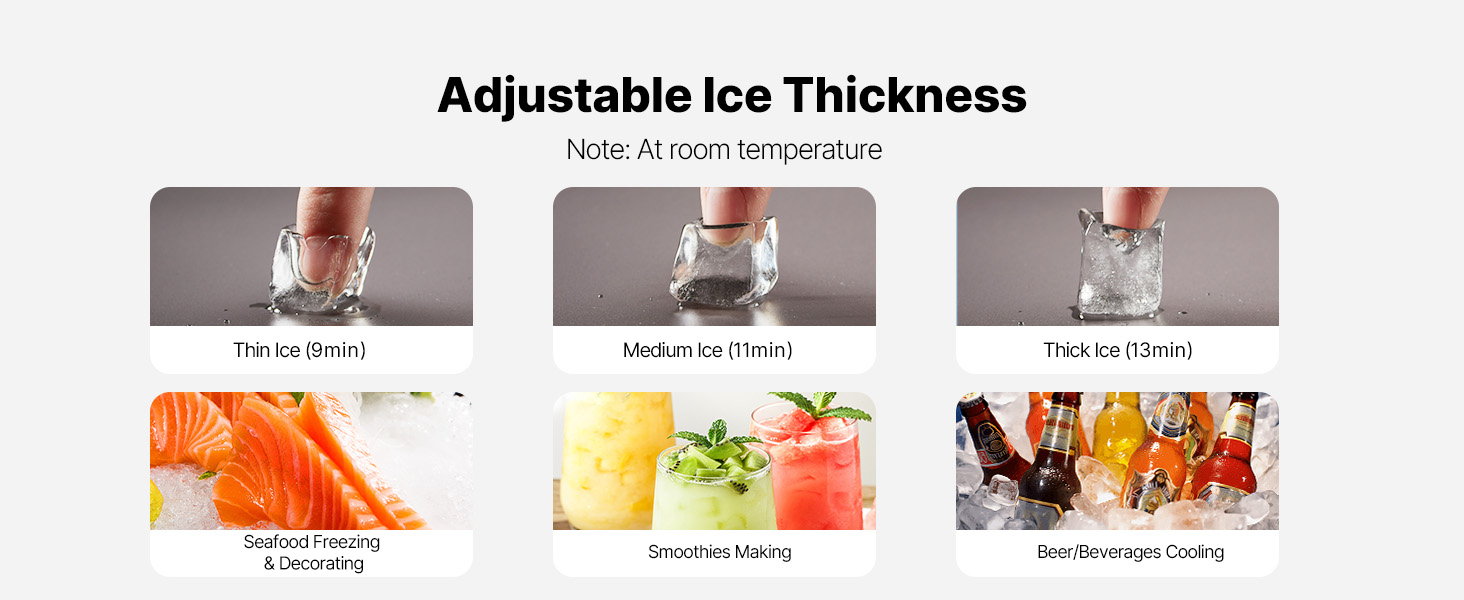 Adjustable Ice Thickness
Note: At room temperature
Thin Ice (9min)
Medium Ice (11min)
Thick Ice (13min)
Seafood Freezing
& Decorating
Smoothies Making
Beer/Beverages Cooling